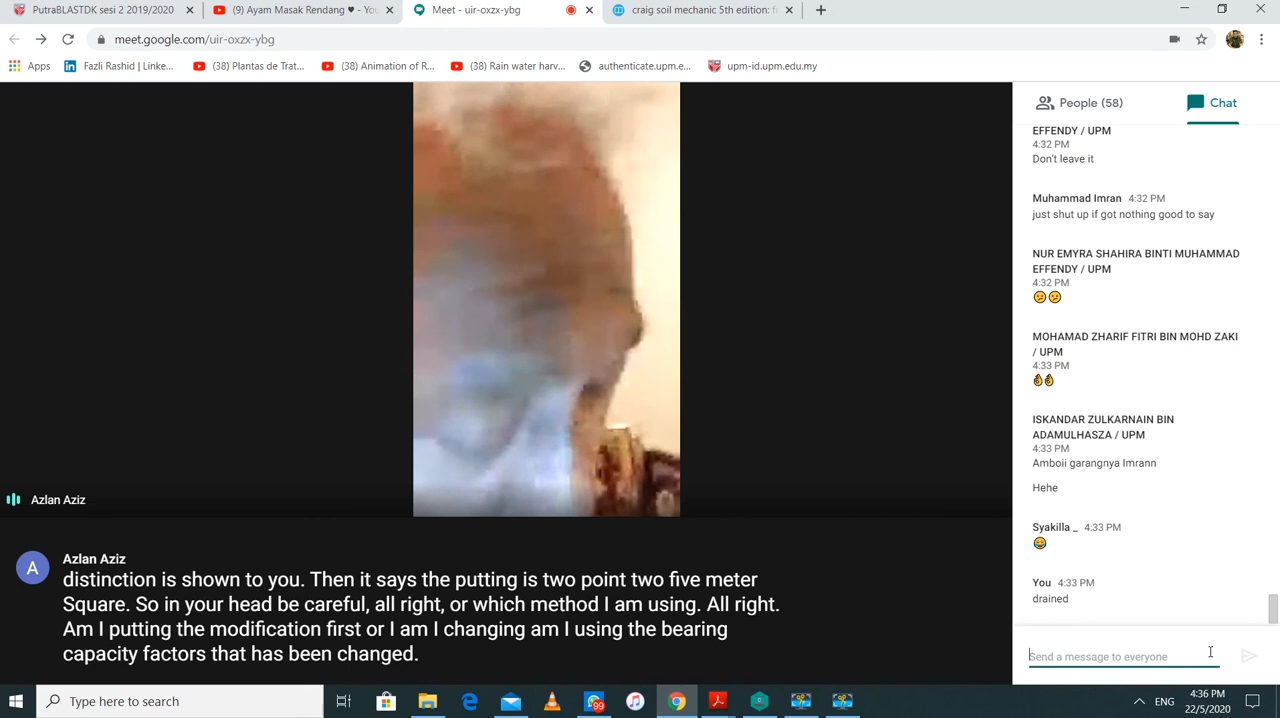 PutraBLASTDK sesi 2 2019/2020
(9) Ayam Masak Rendang ♥ - You
Meet - uir-oxzx-ybg
craig soil mechanic 5th edition: f
meet.google.com/uir-oxzx-ybg
Apps
Fazli Rashid | Linke...
(38) Plantas de Trat...
(38) Animation of R...
(38) Rain water harv...
authenticate.upm.e...
upm-id.upm.edu.my
People (58)
Chat
EFFENDY / UPM
4:32 PM
Don't leave it
Muhammad Imran 4:32 PM
just shut up if got nothing good to say
NUR EMYRA SHAHIRA BINTI MUHAMMAD
EFFENDY / UPM
4:32 PM
😕😕
MOHAMAD ZHARIF FITRI BIN MOHD ZAKI
/ UPM
4:33 PM
👌👌
ISKANDAR ZULKARNAIN BIN
ADAMULHASZA / UPM
4:33 PM
Amboii garangnya Imrann
Hehe
Syakilla _ 4:33 PM
😂
You 4:33 PM
drained
Send a message to everyone
Azlan Aziz
A
Azlan Aziz
distinction is shown to you. Then it says the putting is two point two five meter
Square. So in your head be careful, all right, or which method I am using. All right.
Am I putting the modification first or I am I changing am I using the bearing
capacity factors that has been changed.
Type here to search
99
ENG
4:36 PM
22/5/2020